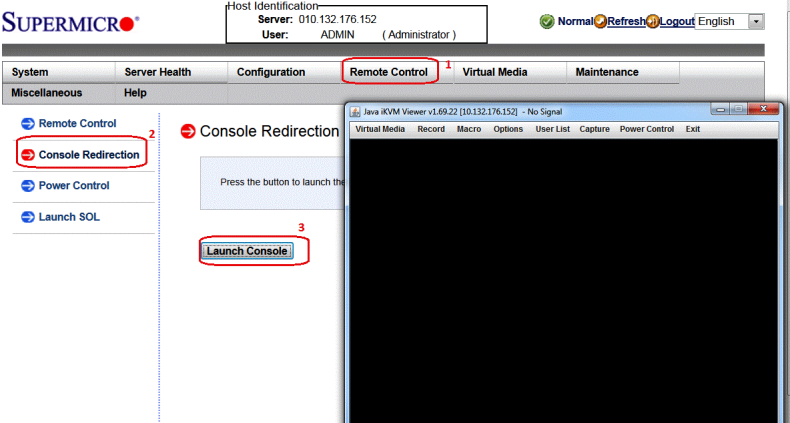 Host Identification
SUPERMICRO
Server: 010.132.176.152
User: ADMIN ( Administrator )
Normal Refresh Logout English
System Server Health Configuration Remote Control 1 Virtual Media Maintenance
Miscellaneous Help
Remote Control
2
Console Redirection
Power Control
Launch SOL
Console Redirection
Press the button to launch the
3
Launch Console
Java iKVM Viewer v1.69.22 [10.132.176.152] - No Signal
Virtual Media Record Macro Options User List Capture Power Control Exit